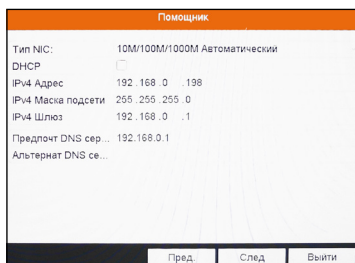 Помощник
Тип NIC: 10M/100M/1000M Автоматический
DHCP
IPv4 Адрес 192 .168 .0 .198
IPv4 Маска подсети 255 .255 .255 .0
IPv4 Шлюз 192 .168 .0 .1
Предпочт DNS сер... 192.168.0.1
Альтернат DNS се...
Пред. След Выйти